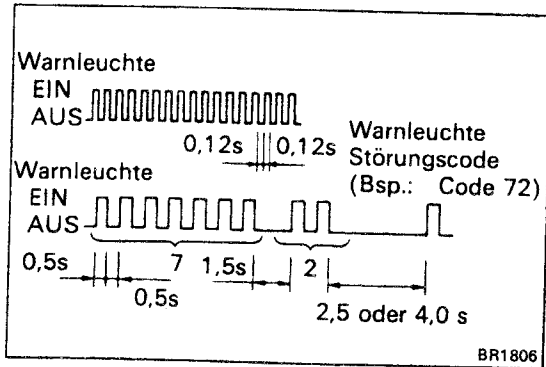 Warnleuchte
EIN
AUS
0,12s 0,12s
Warnleuchte
Störungscode
(Bsp.: Code 72)
Warnleuchte
EIN
AUS
0,5s
0,5s
7
1,5s
2
2,5 oder 4,0 s
BR1806